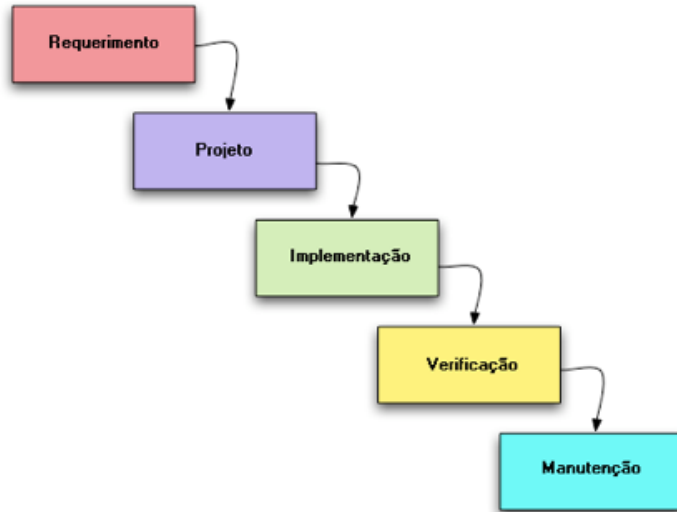 Requerimento
Projeto
Implementação
Verificação
Manutenção